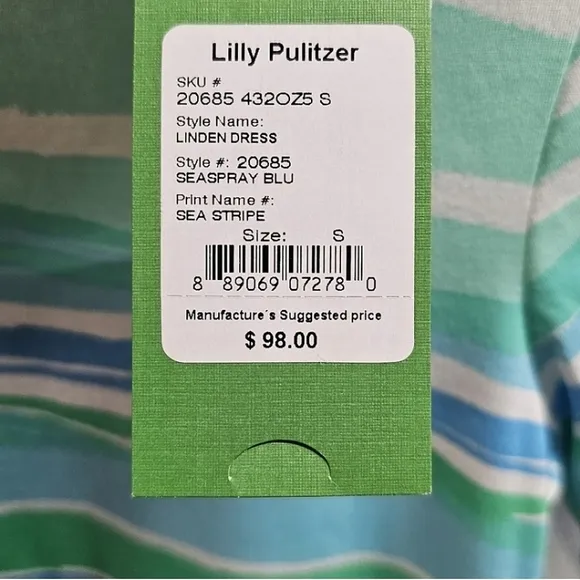 Lilly Pulitzer
SKU #
20685 432OZ5 S
Style Name:
LINDEN DRESS
Style #: 20685
SEASPRAY BLU
Print Name #:
SEA STRIPE
Size: S
8 89069 07278 0
Manufacture's Suggested price
$ 98.00